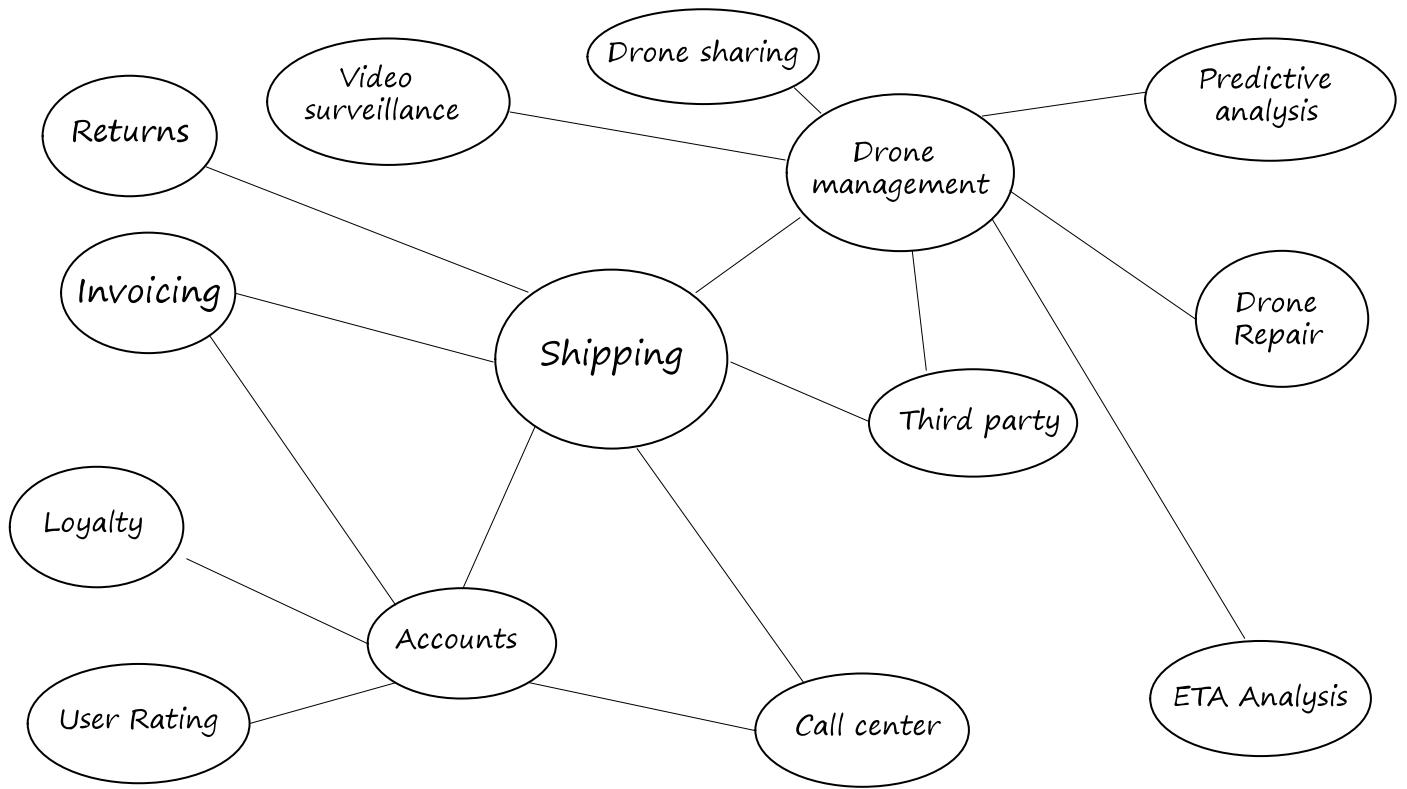 Drone sharing
Video
surveillance
Predictive
analysis
Returns
Drone
management
Invoicing
Drone
Repair
Shipping
Third party
Loyalty
Accounts
User Rating
Call center
ETA Analysis